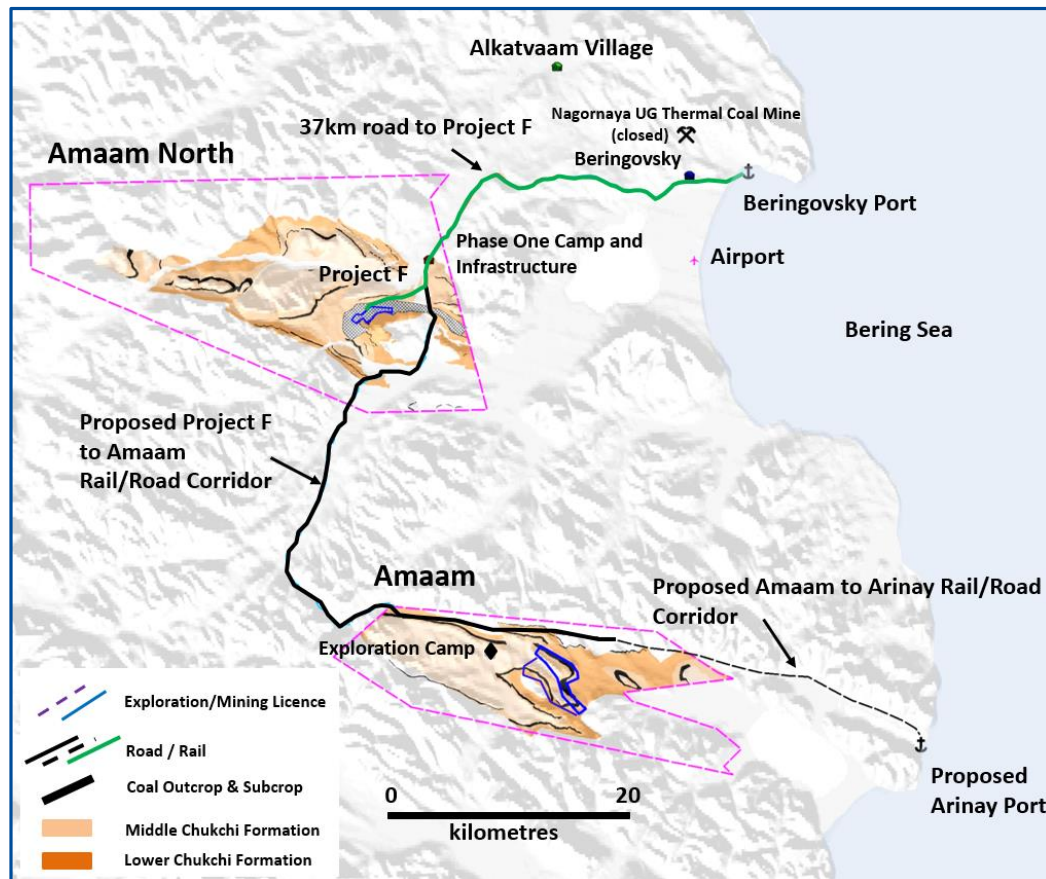 Alkatvaam Village
Nagornaya UG Thermal Coal Mine
(closed)
37km road to Project F
Beringovsky
Amaam North
Beringovsky Port
Phase One Camp and
Infrastructure
Airport
Project F
Bering Sea
Proposed Project F
to Amaam
Rail/Road Corridor
Amaam
Proposed Amaam to Arinay Rail/Road
Corridor
Exploration Camp
Exploration/Mining Licence
Road / Rail
Coal Outcrop & Subcrop
Middle Chukchi Formation
Lower Chukchi Formation
0 20
kilometres
Proposed
Arinay Port